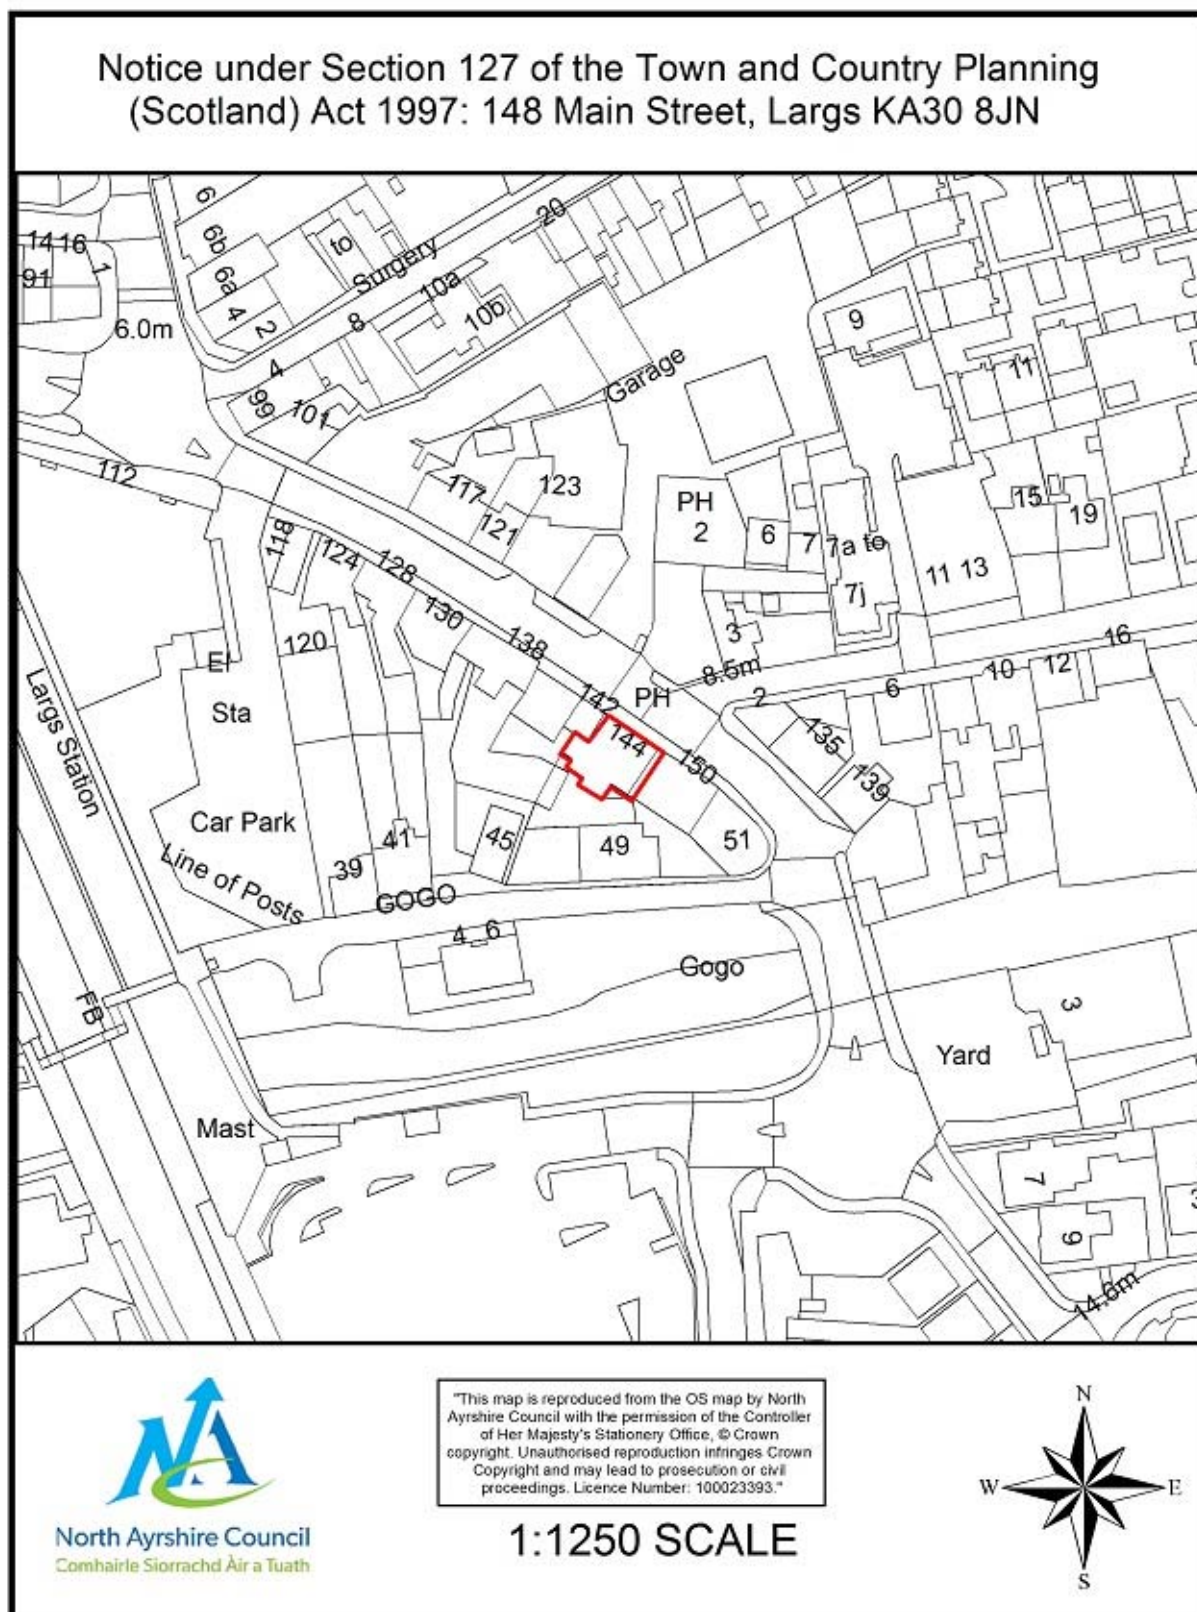 Notice under Section 127 of the Town and Country Planning
(Scotland) Act 1997: 148 Main Street, Largs KA30 8JN
6
6b
6a
4
2
14
16
1
91
6.0m
to
Surgery
20
10a
10b
8
4
99
101
112
Garage
9
11
117
121
123
PH
2
6
7
7a to
7j
15
19
11
13
118
124
128
130
138
120
142
144
150
PH
3
8.5m
2
6
10
12
16
135
139
El
Sta
Largs Station
Car Park
Line of Posts
39
41
45
49
51
GOGO
4
6
Gogo
FB
Mast
3
Yard
7
9
3
14.6m
North Ayrshire Council
Comhairle Siorrachd Àir a Tuath
"This map is reproduced from the OS map by North
Ayrshire Council with the permission of the Controller
of Her Majesty's Stationery Office, © Crown
copyright. Unauthorised reproduction infringes Crown
Copyright and may lead to prosecution or civil
proceedings. Licence Number: 100023393."
1:1250 SCALE
N
W
E
S